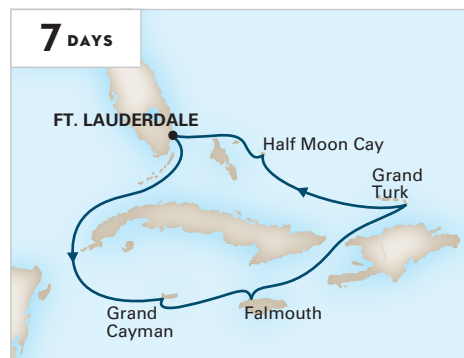 7 DAYS
FT. LAUDERDALE
Half Moon Cay
Grand
Turk
Grand
Cayman
Falmouth